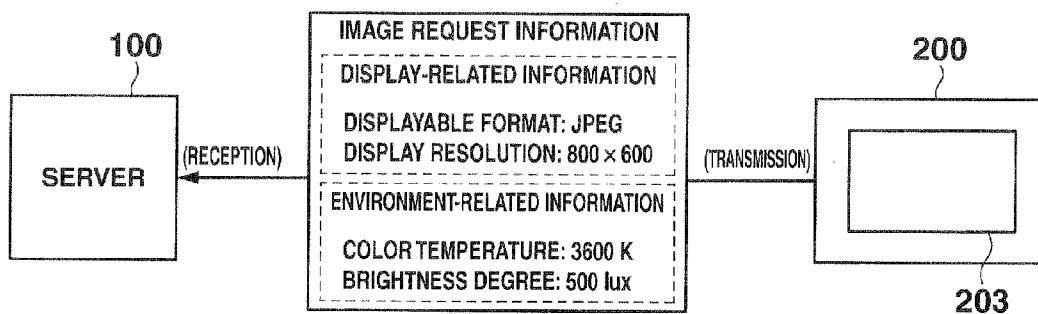 100
SERVER
(RECEPTION)
IMAGE REQUEST INFORMATION
DISPLAY-RELATED INFORMATION
DISPLAYABLE FORMAT: JPEG
DISPLAY RESOLUTION: 800 × 600
ENVIRONMENT-RELATED INFORMATION
COLOR TEMPERATURE: 3600 K
BRIGHTNESS DEGREE: 500 lux
(TRANSMISSION)
200
203